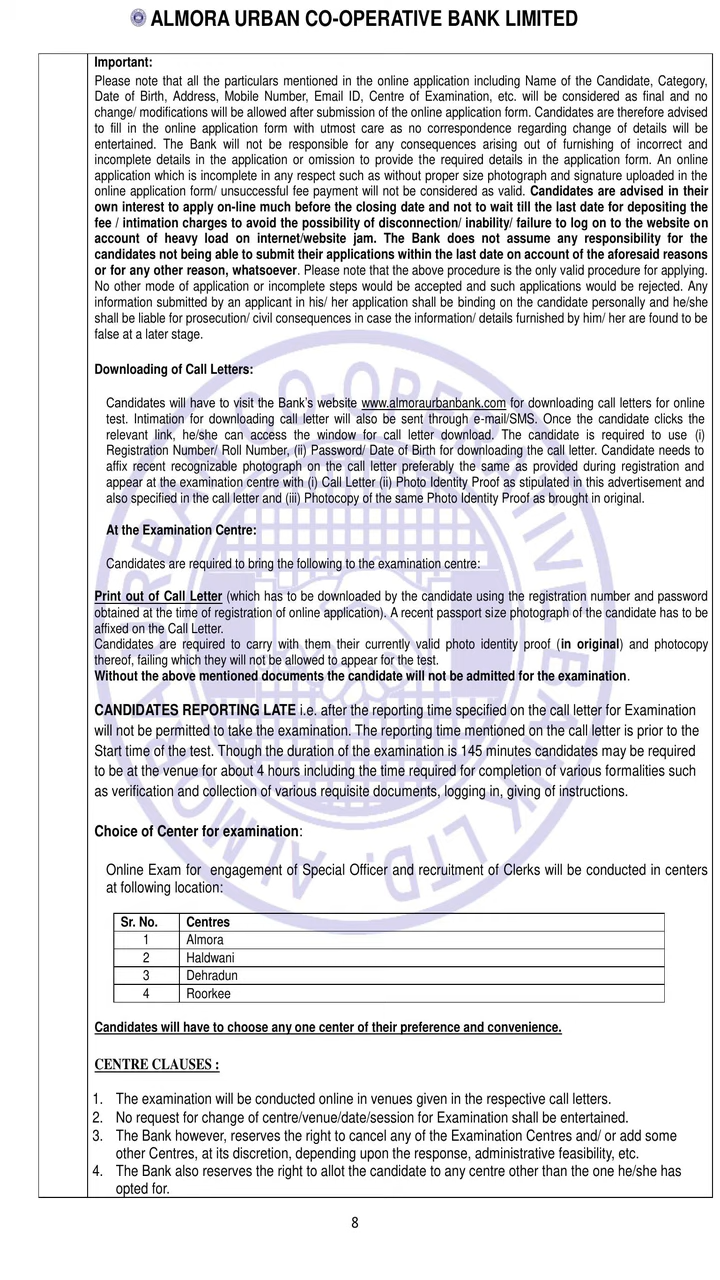 ALMORA URBAN CO-OPERATIVE BANK LIMITED
Important:
Please note that all the particulars mentioned in the online application including Name of the Candidate, Category,
Date of Birth, Address, Mobile Number, Email ID, Centre of Examination, etc. will be considered as final and no
change/ modifications will be allowed after submission of the online application form. Candidates are therefore advised
to fill in the online application form with utmost care as no correspondence regarding change of details will be
entertained. The Bank will not be responsible for any consequences arising out of furnishing of incorrect and
incomplete details in the application or omission to provide the required details in the application form. An online
application which is incomplete in any respect such as without proper size photograph and signature uploaded in the
online application form/ unsuccessful fee payment will not be considered as valid. Candidates are advised in their
own interest to apply on-line much before the closing date and not to wait till the last date for depositing the
fee / intimation charges to avoid the possibility of disconnection/ inability/ failure to log on to the website on
account of heavy load on internet/website jam. The Bank does not assume any responsibility for the
candidates not being able to submit their applications within the last date on account of the aforesaid reasons
or for any other reason, whatsoever. Please note that the above procedure is the only valid procedure for applying.
No other mode of application or incomplete steps would be accepted and such applications would be rejected. Any
information submitted by an applicant in his/ her application shall be binding on the candidate personally and he/she
shall be liable for prosecution/ civil consequences in case the information/ details furnished by him/ her are found to be
false at a later stage.
Downloading of Call Letters:
Candidates will have to visit the Bank's website www.almoraurbanbank.com for downloading call letters for online
test. Intimation for downloading call letter will also be sent through e-mail/SMS. Once the candidate clicks the
relevant link, he/she can access the window for call letter download. The candidate is required to use (i)
Registration Number/ Roll Number, (ii) Password/ Date of Birth for downloading the call letter. Candidate needs to
affix recent recognizable photograph on the call letter preferably the same as provided during registration and
appear at the examination centre with (i) Call Letter (ii) Photo Identity Proof as stipulated in this advertisement and
also specified in the call letter and (iii) Photocopy of the same Photo Identity Proof as brought in original.
At the Examination Centre:
Candidates are required to bring the following to the examination centre:
Print out of Call Letter (which has to be downloaded by the candidate using the registration number and password
obtained at the time of registration of online application). A recent passport size photograph of the candidate has to be
affixed on the Call Letter.
Candidates are required to carry with them their currently valid photo identity proof (in original) and photocopy
thereof, failing which they will not be allowed to appear for the test.
Without the above mentioned documents the candidate will not be admitted for the examination.
CANDIDATES REPORTING LATE i.e. after the reporting time specified on the call letter for Examination
will not be permitted to take the examination. The reporting time mentioned on the call letter is prior to the
Start time of the test. Though the duration of the examination is 145 minutes candidates may be required
to be at the venue for about 4 hours including the time required for completion of various formalities such
as verification and collection of various requisite documents, logging in, giving of instructions.
Choice of Center for examination:
Online Exam for engagement of Special Officer and recruitment of Clerks will be conducted in centers
at following location:
Sr. No. Centres
1 Almora
2 Haldwani
3 Dehradun
4 Roorkee
Candidates will have to choose any one center of their preference and convenience.
CENTRE CLAUSES :
1. The examination will be conducted online in venues given in the respective call letters.
2. No request for change of centre/venue/date/session for Examination shall be entertained.
3. The Bank however, reserves the right to cancel any of the Examination Centres and/ or add some
other Centres, at its discretion, depending upon the response, administrative feasibility, etc.
4. The Bank also reserves the right to allot the candidate to any centre other than the one he/she has
opted for.
8
ALMORA URBAN CO-OPERATIVE BANK LTD.